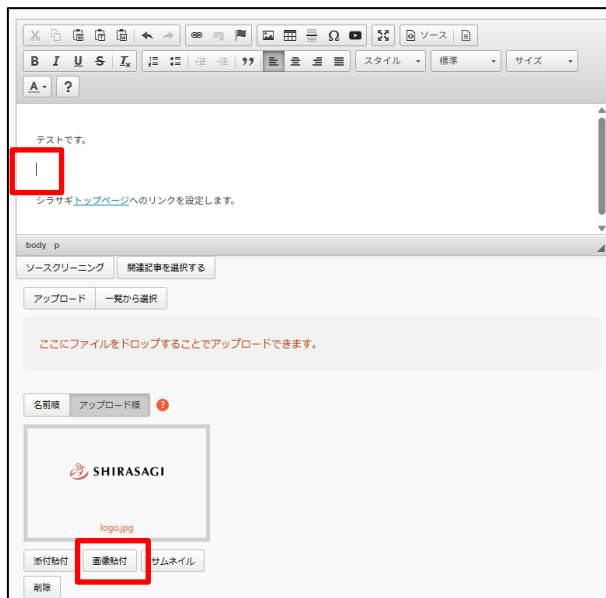 ソース
B I U S Ix スタイル 標準 サイズ
A ?
テストです。
シラサギトップページへのリンクを設定します。
body p
ソースクリーニング 関連記事を選択する
アップロード 一覧から選択
ここにファイルをドロップすることでアップロードできます。
名前順 アップロード順 ?
SHIRASAGI
logo.jpg
添付貼付 画像貼付 サムネイル
削除